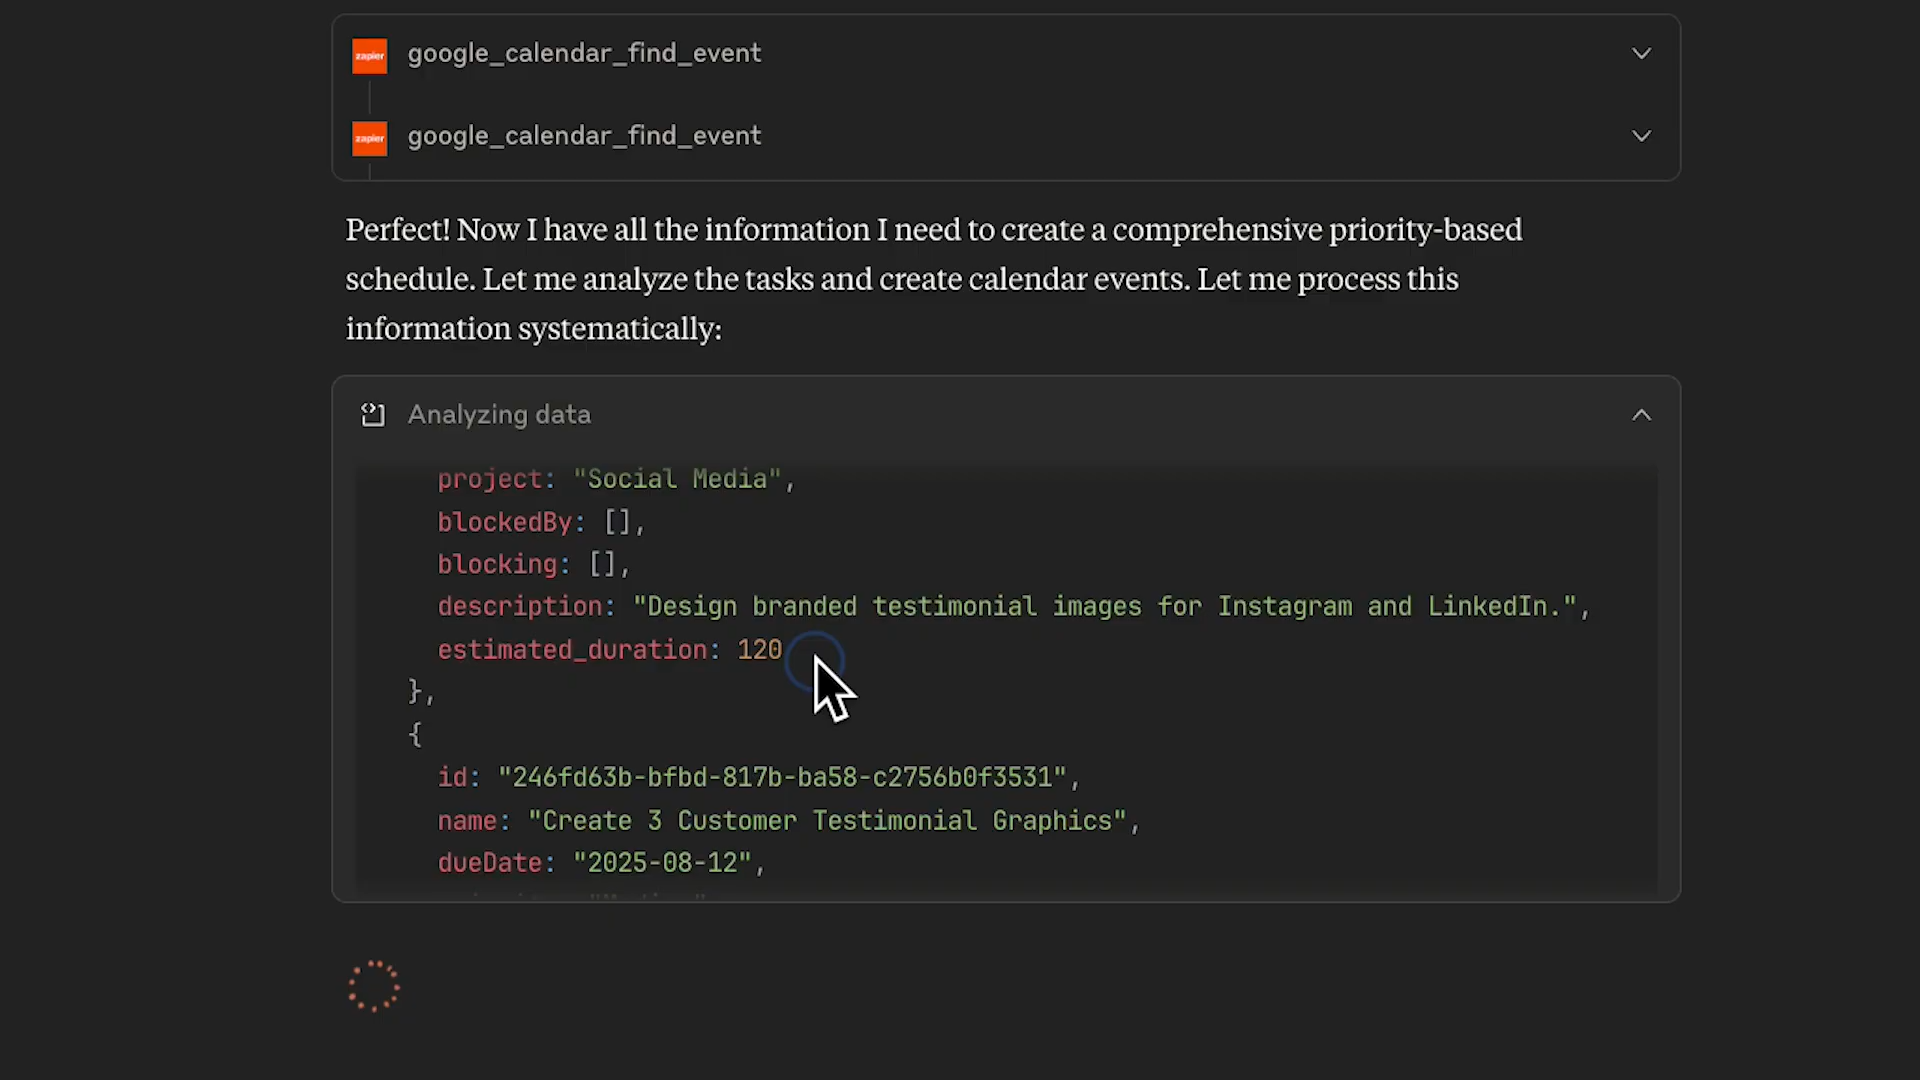 zapier google_calendar_find_event
zapier google_calendar_find_event
Perfect! Now I have all the information I need to create a comprehensive priority-based
schedule. Let me analyze the tasks and create calendar events. Let me process this
information systematically:
Analyzing data
project: "Social Media",
blockedBy: [],
blocking: [],
description: "Design branded testimonial images for Instagram and LinkedIn.",
estimated_duration: 120
},
{
id: "246fd63b-bfbd-817b-ba58-c2756b0f3531",
name: "Create 3 Customer Testimonial Graphics",
dueDate: "2025-08-12",